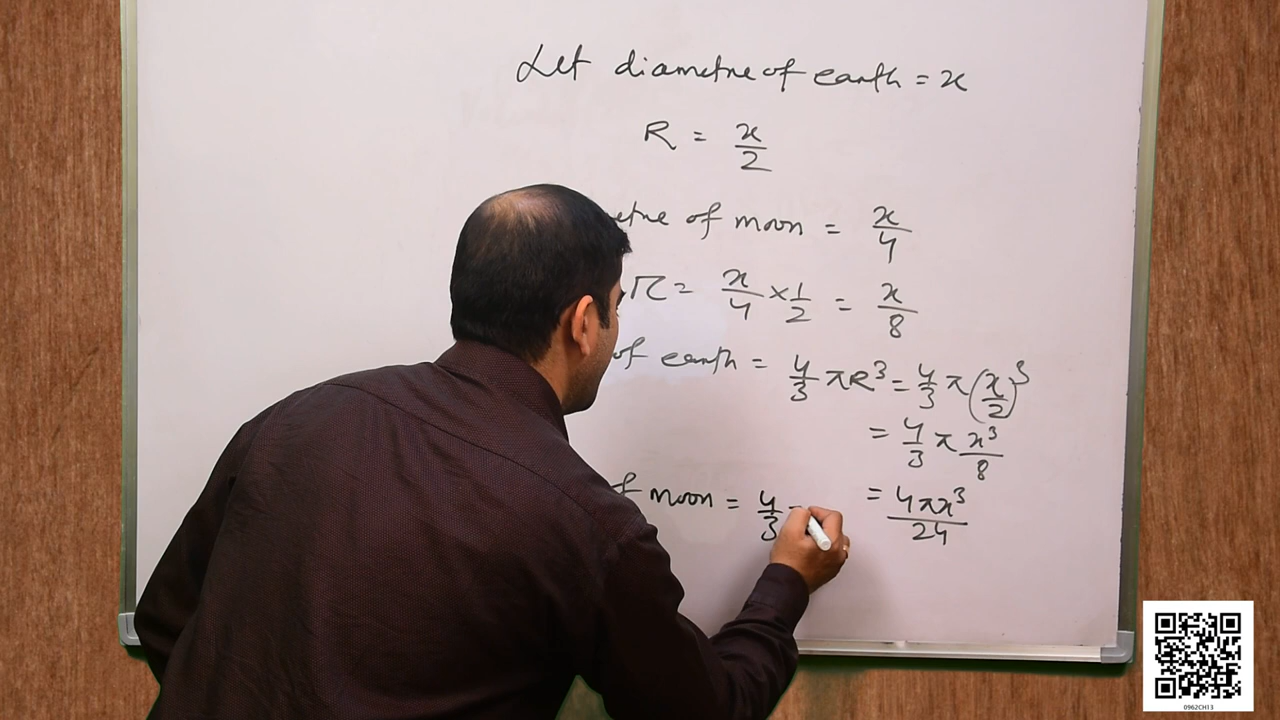 Let diametre of earth = x
R = x/2
of moon = x/4
r = x/4 × 1/2 = x/8
of earth = 4/3 πR³ = 4/3 π(x/2)³
= 4/3 π x³/8
= 4πx³/24
of moon = 4/3
0962CH13